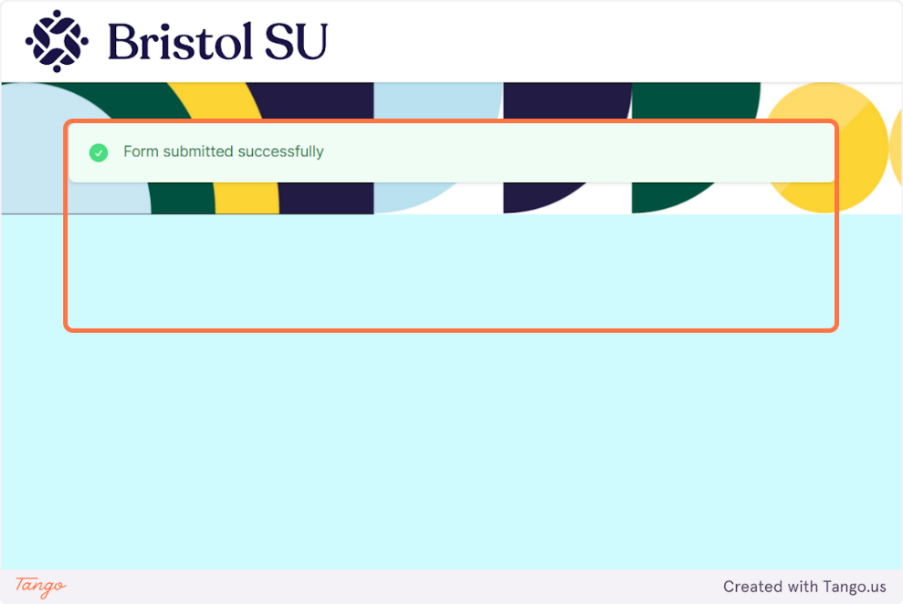 Bristol SU
Form submitted successfully
Tango
Created with Tango.us